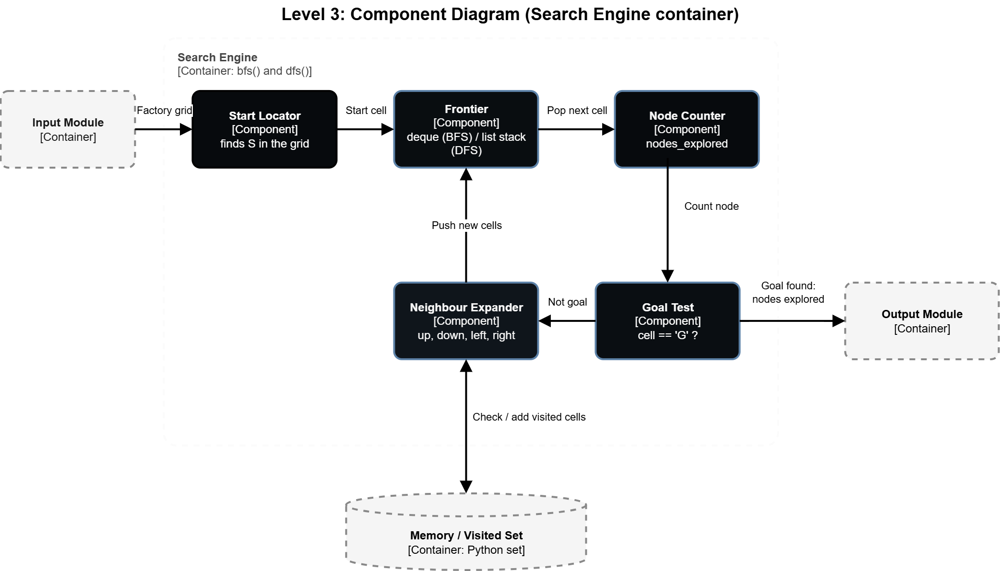 Level 3: Component Diagram (Search Engine container)
Search Engine
[Container: bfs() and dfs()]
Input Module
[Container]
Factory grid
Start Locator
[Component]
finds S in the grid
Start cell
Frontier
[Component]
deque (BFS) / list stack
(DFS)
Pop next cell
Node Counter
[Component]
nodes_explored
Count node
Push new cells
Neighbour Expander
[Component]
up, down, left, right
Not goal
Goal Test
[Component]
cell == 'G' ?
Goal found:
nodes explored
Output Module
[Container]
Check / add visited cells
Memory / Visited Set
[Container: Python set]